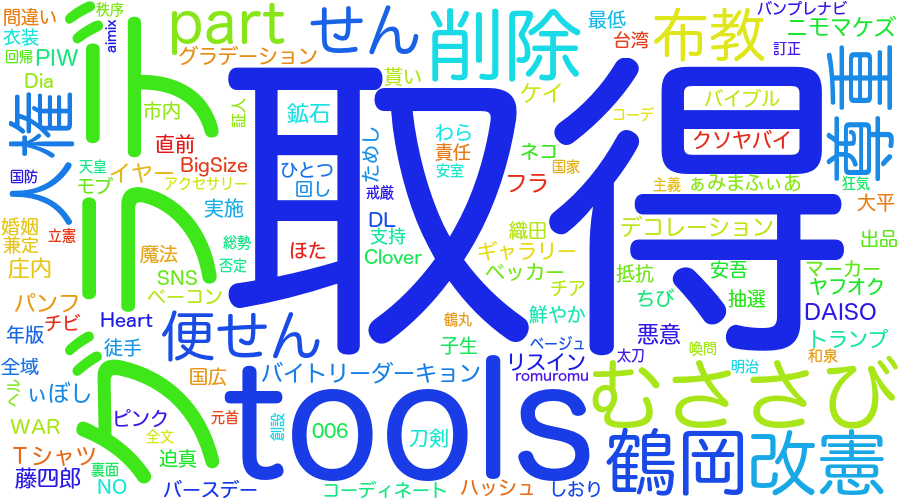 間違い
秩序
aimix
part
せん
削除
最低
布教
バンプレナビ
ニモマケズ
衣装
回帰
PIW
グラデーション
台湾
訂正
尊重
Dia
貰い
ケイ
人権
市内
証人
鉱石
取得
バイブル
コーデ
直前
ためし
わら
責任
安室
ネコ
国家
クソヤバイ
天皇
国防
モブ
イヤー
BigSize
アクセサリー
ひとつ
回し
戒厳
フラ
主義
ぁみまふぃあ
狂気
婚姻
兼定
立憲
実施
DL
織田
デコレーション
大平
庄内
魔法
総勢
否定
ほた
支持
Clover
ギャラリー
ベッカー
抵抗
安吾
出品
マーカー
SNS
ベーコン
チア
ちび
抽選
ヤフオク
パンフ
チビ
Heart
便せん
鶴丸
鮮やか
悪意
DAISO
年版
徒手
子生
ベージュ
太刀
喚問
トランプ
全域
国広
バイトリーダーキョン
リスイン
romuromu
明治
和泉
ぃぼし
グラブデ
tools
むささび
WAR
ピンク
全文
元首
創設
006
刀剣
鶴岡
改憲
Tシャツ
迫真
藤四郎
裏面
NO
バースデー
コーディネート
ハッシュ
しおり